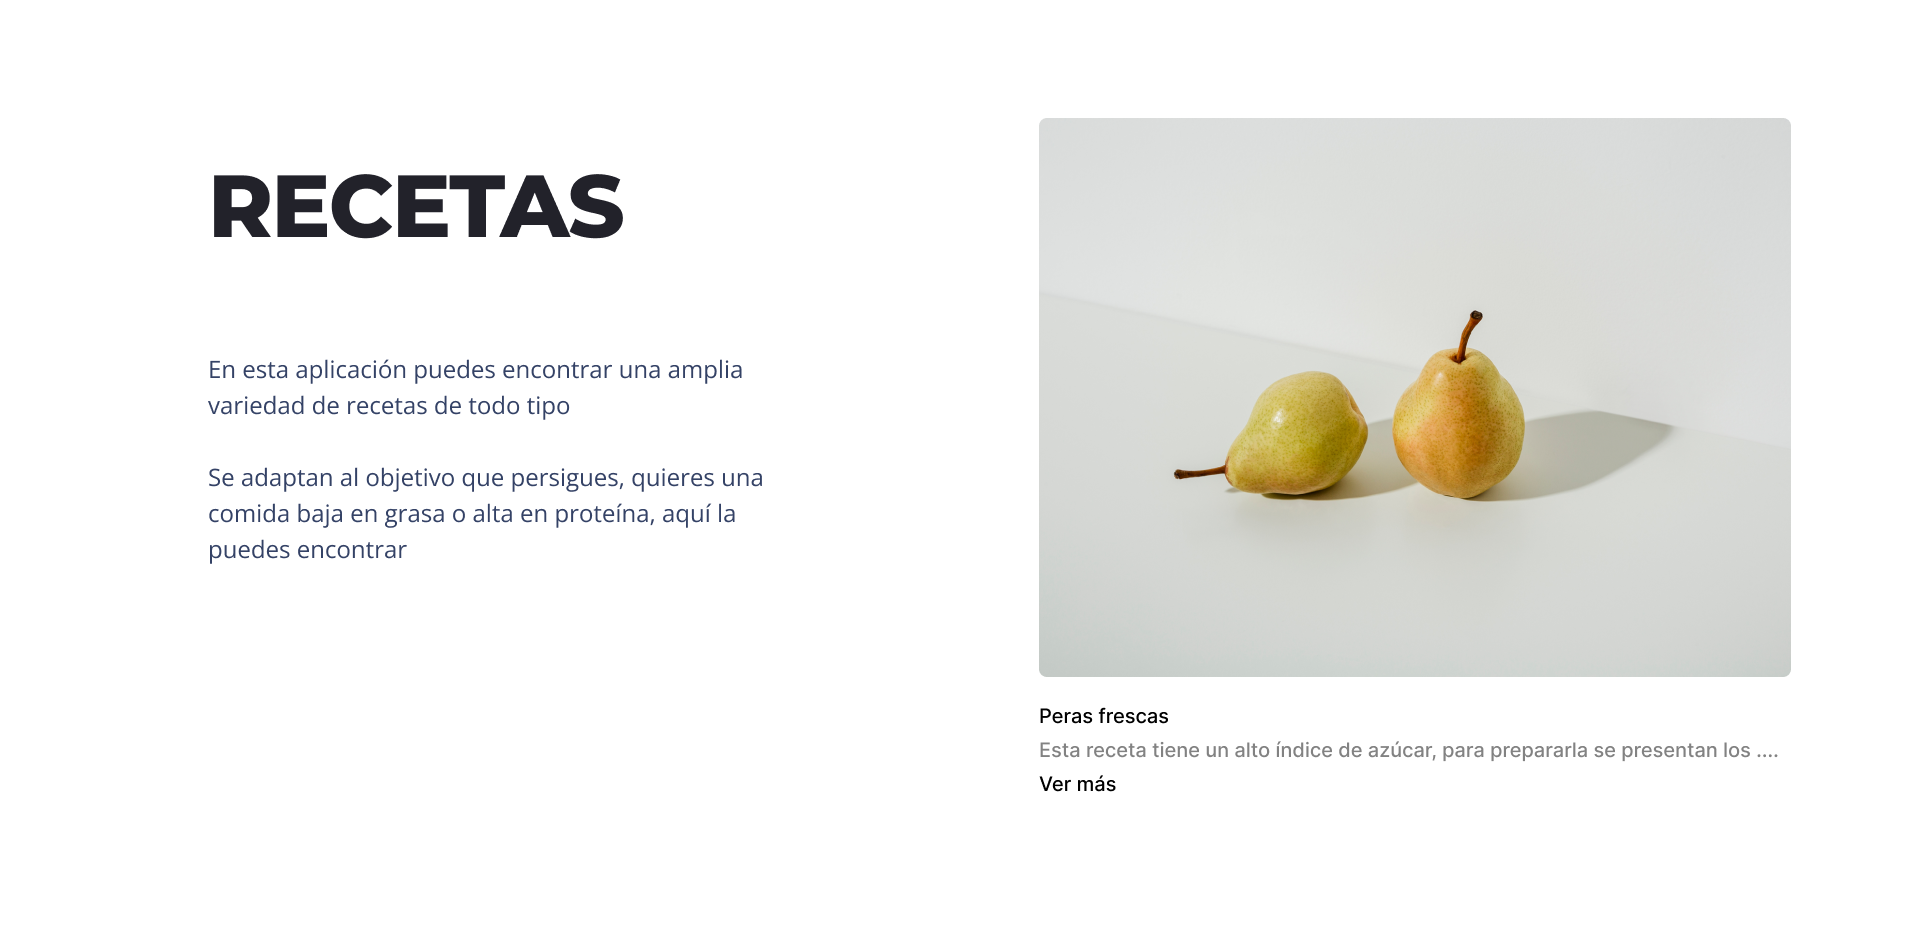 RECETAS
En esta aplicación puedes encontrar una amplia
variedad de recetas de todo tipo
Se adaptan al objetivo que persigues, quieres una
comida baja en grasa o alta en proteína, aquí la
puedes encontrar
Peras frescas
Esta receta tiene un alto índice de azúcar, para prepararla se presentan los ....
Ver más